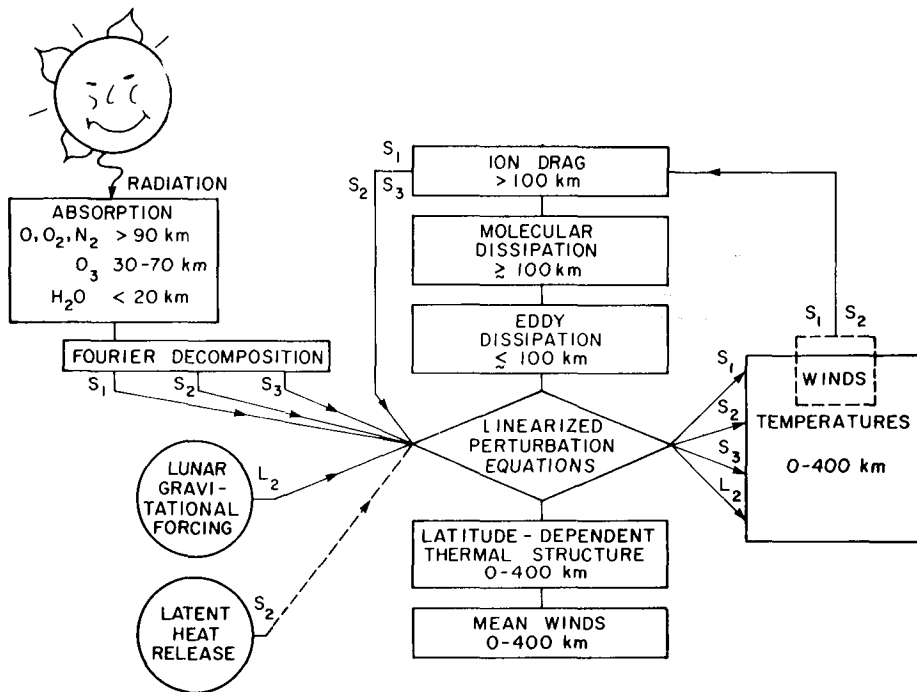 RADIATION
ABSORPTION
O, O₂, N₂ > 90 km
O₃ 30-70 km
H₂O < 20 km
FOURIER DECOMPOSITION
S₁ S₂ S₃
LUNAR
GRAVI-
TATIONAL
FORCING
L₂
LATENT
HEAT
RELEASE
S₂
S₁
S₂ S₃
ION DRAG
> 100 km
MOLECULAR
DISSIPATION
≳ 100 km
EDDY
DISSIPATION
≲ 100 km
LINEARIZED
PERTURBATION
EQUATIONS
LATITUDE-DEPENDENT
THERMAL STRUCTURE
0-400 km
MEAN WINDS
0-400 km
S₁
S₂
S₃
L₂
S₁ S₂
WINDS
TEMPERATURES
0-400 km